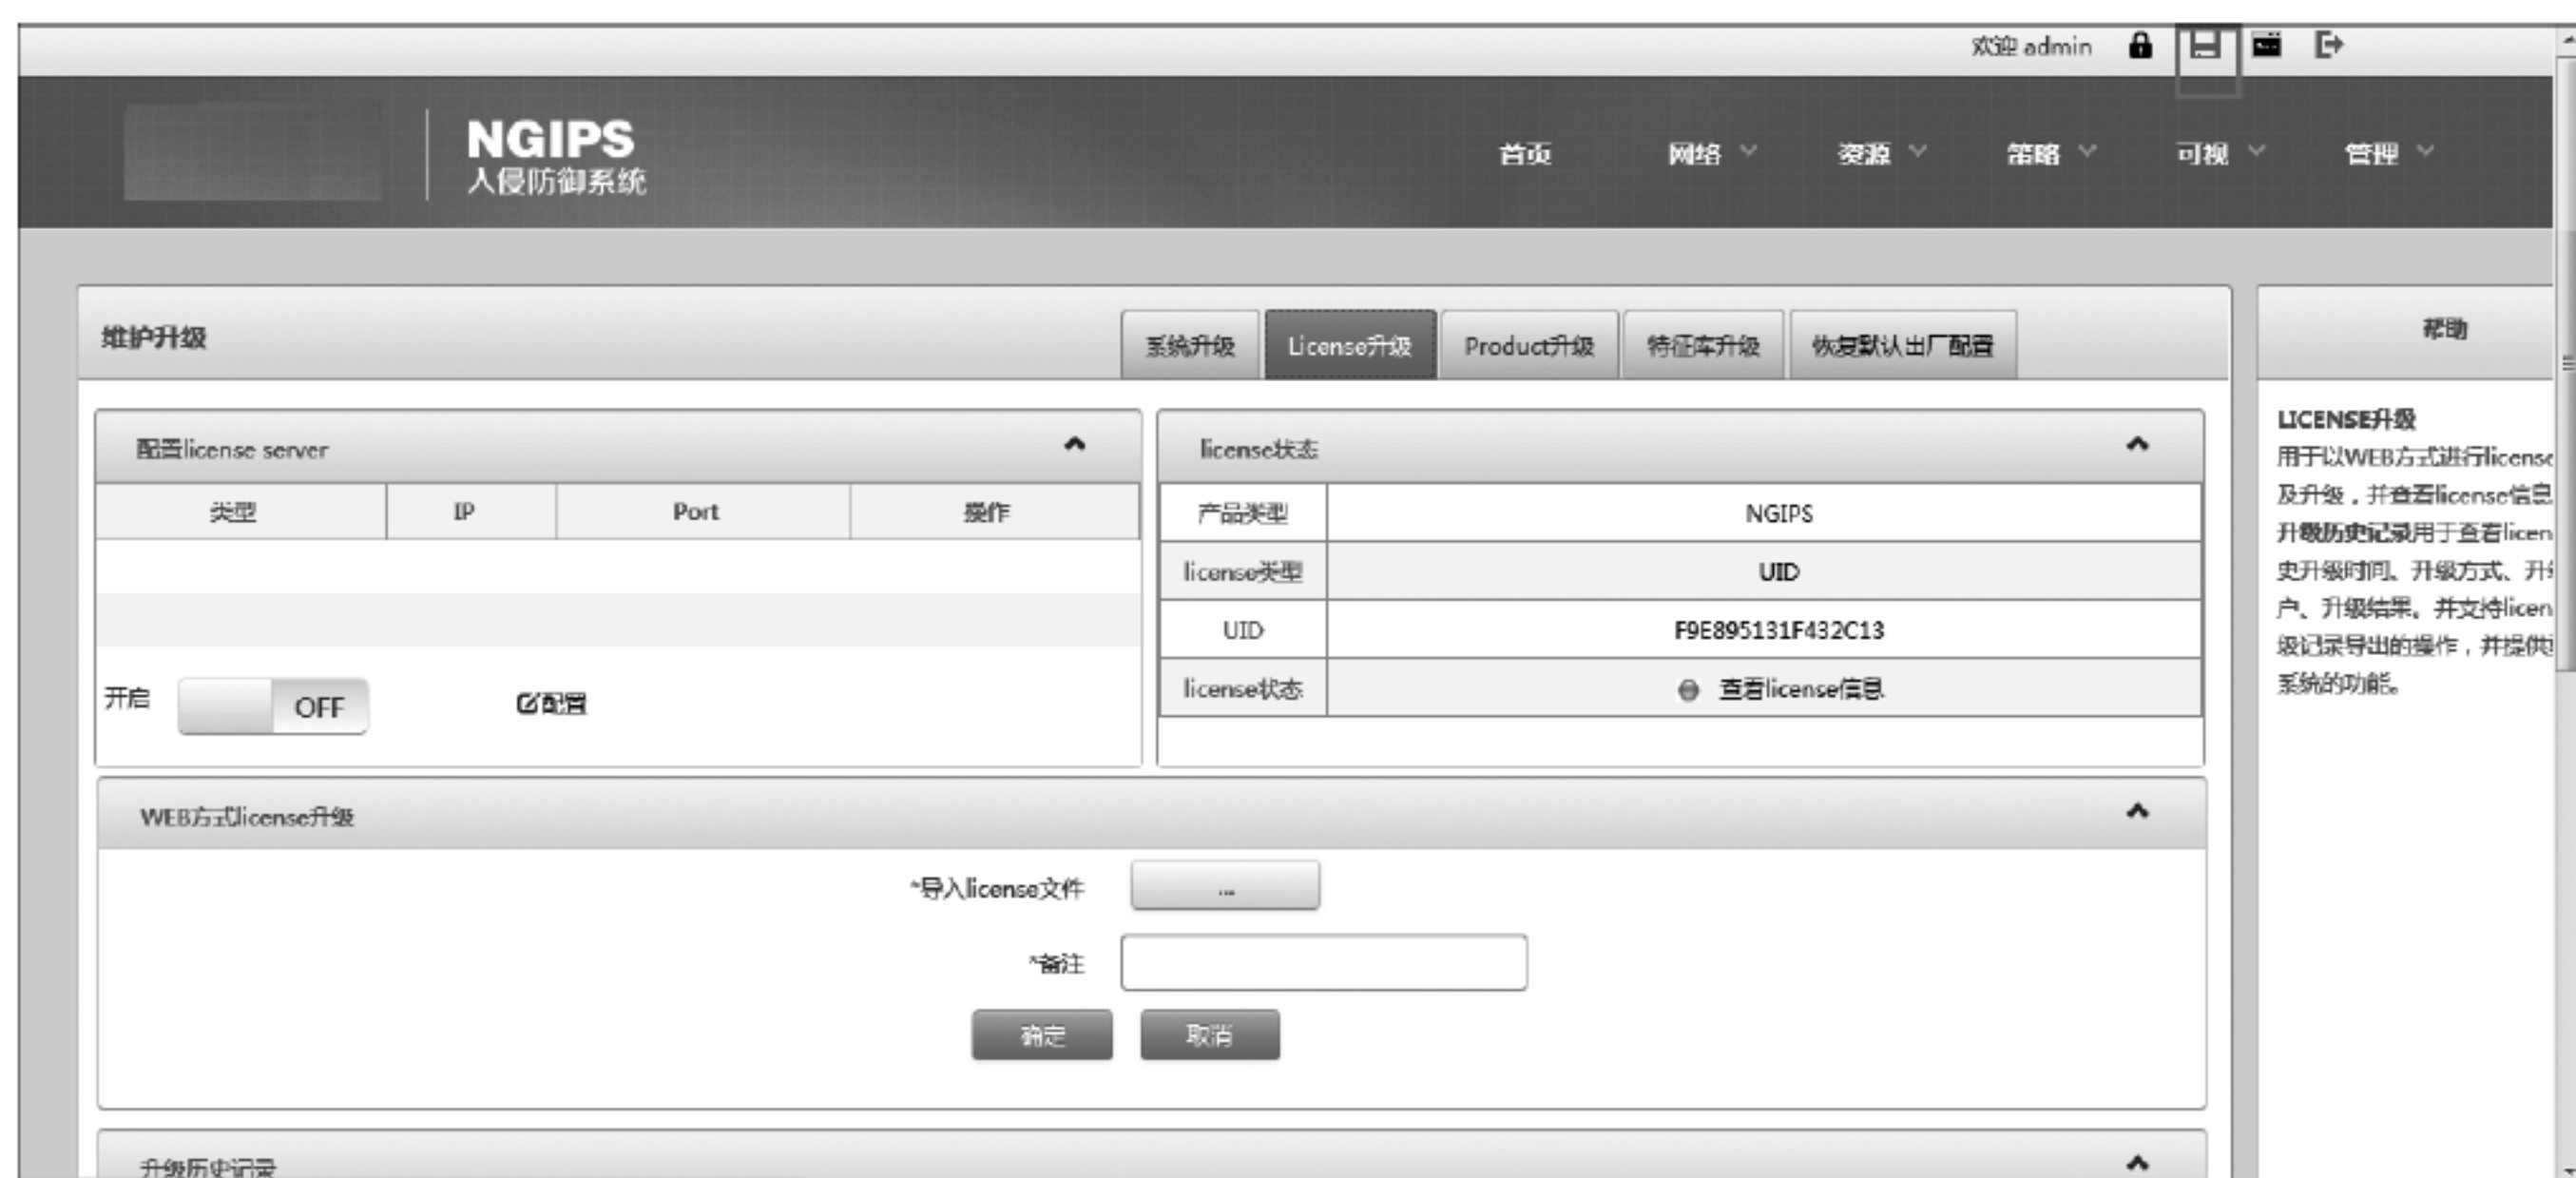 欢迎 admin
NGIPS
入侵防御系统
首页 网络 资源 策略 可视 管理
维护升级
系统升级 License升级 Product升级 特征库升级 恢复默认出厂配置
帮助
配置license server
类型 IP Port 操作
开启 OFF 配置
license状态
产品类型 NGIPS
license类型 UID
UID F9E895131F432C13
license状态 查看license信息
WEB方式license升级
*导入license文件 ...
*备注
确定 取消
升级历史记录
LICENSE升级
用于以WEB方式进行license
及升级，并查看license信息
升级历史记录用于查看licen
史升级时间、升级方式、升
户、升级结果。并支持licen
级记录导出的操作，并提供
系统的功能。